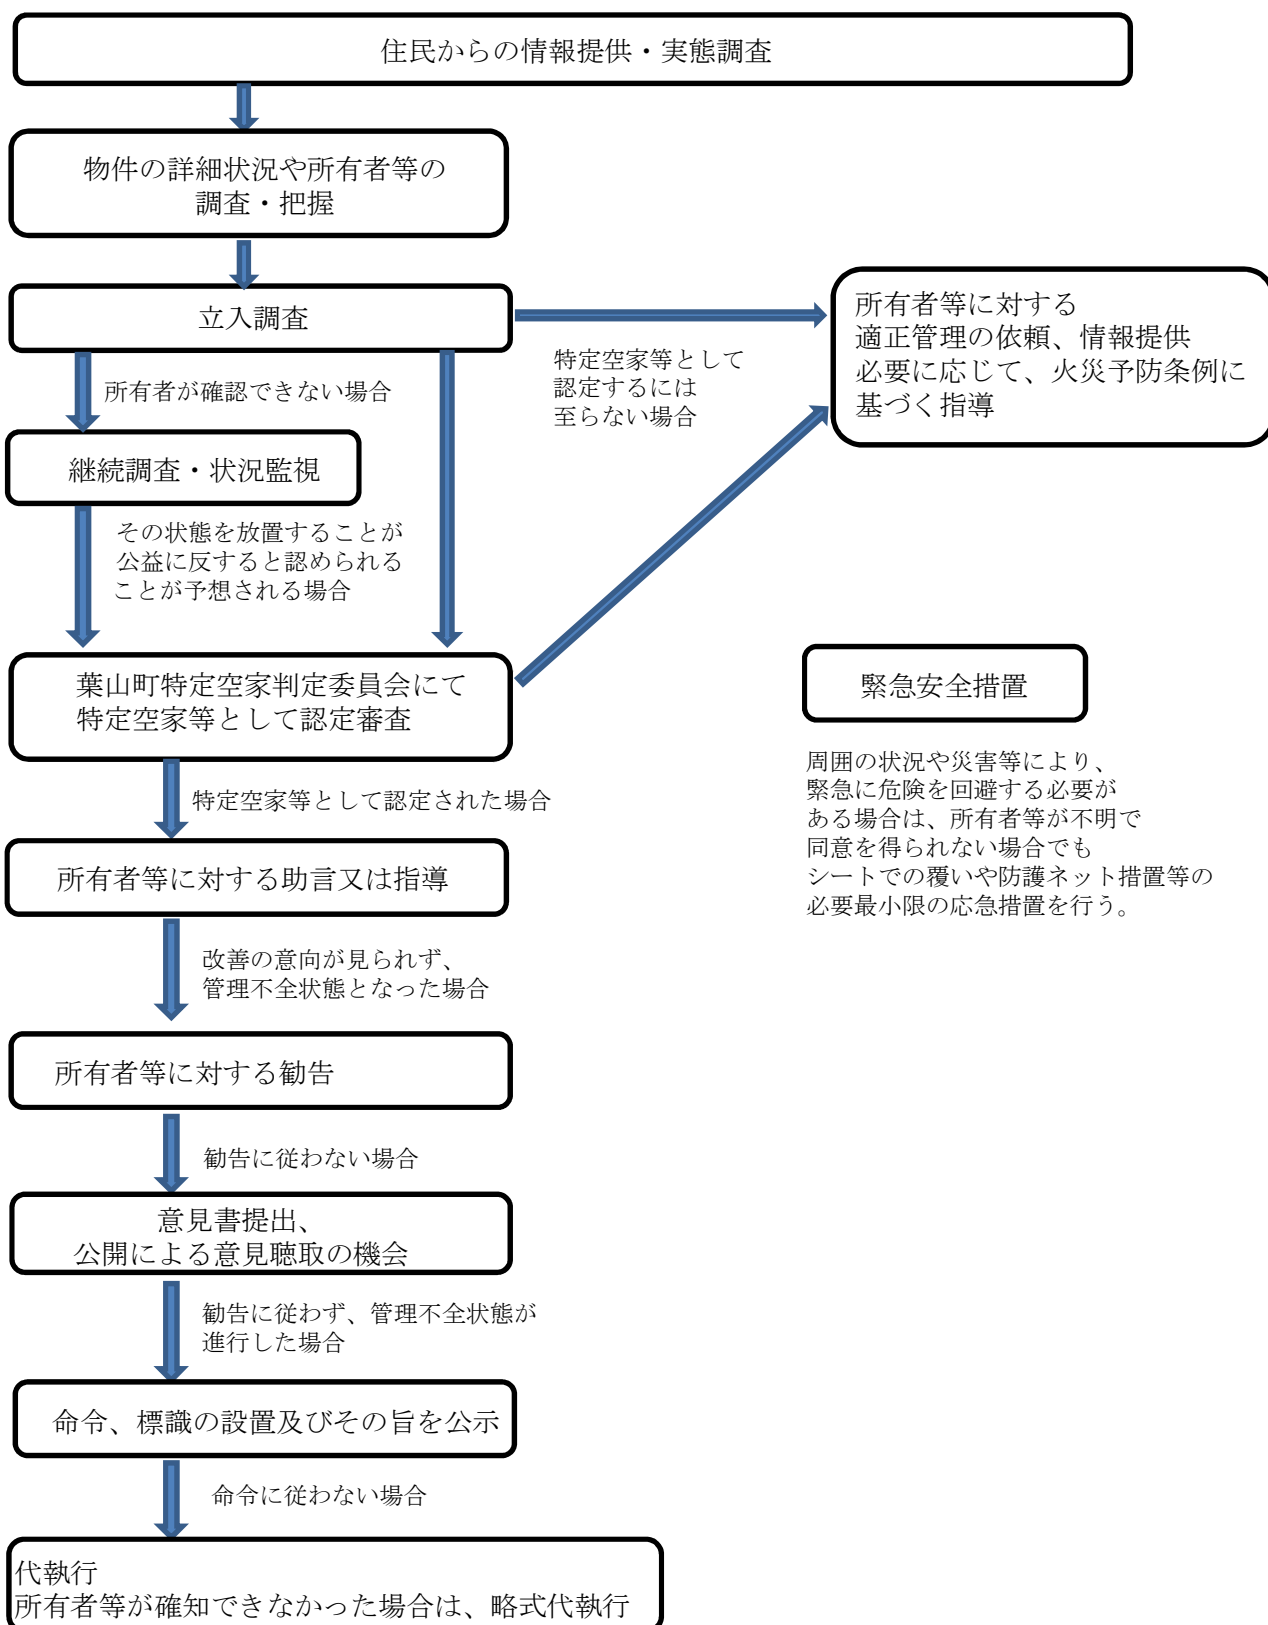 住民からの情報提供・実態調査
物件の詳細状況や所有者等の
調査・把握
立入調査
特定空家等として
認定するには
至らない場合
所有者等に対する
適正管理の依頼、情報提供
必要に応じて、火災予防条例に
基づく指導
所有者が確認できない場合
継続調査・状況監視
その状態を放置することが
公益に反すると認められる
ことが予想される場合
葉山町特定空家判定委員会にて
特定空家等として認定審査
緊急安全措置
周囲の状況や災害等により、
緊急に危険を回避する必要が
ある場合は、所有者等が不明で
同意を得られない場合でも
シートでの覆いや防護ネット措置等の
必要最小限の応急措置を行う。
特定空家等として認定された場合
所有者等に対する助言又は指導
改善の意向が見られず、
管理不全状態となった場合
所有者等に対する勧告
勧告に従わない場合
意見書提出、
公開による意見聴取の機会
勧告に従わず、管理不全状態が
進行した場合
命令、標識の設置及びその旨を公示
命令に従わない場合
代執行
所有者等が確知できなかった場合は、略式代執行